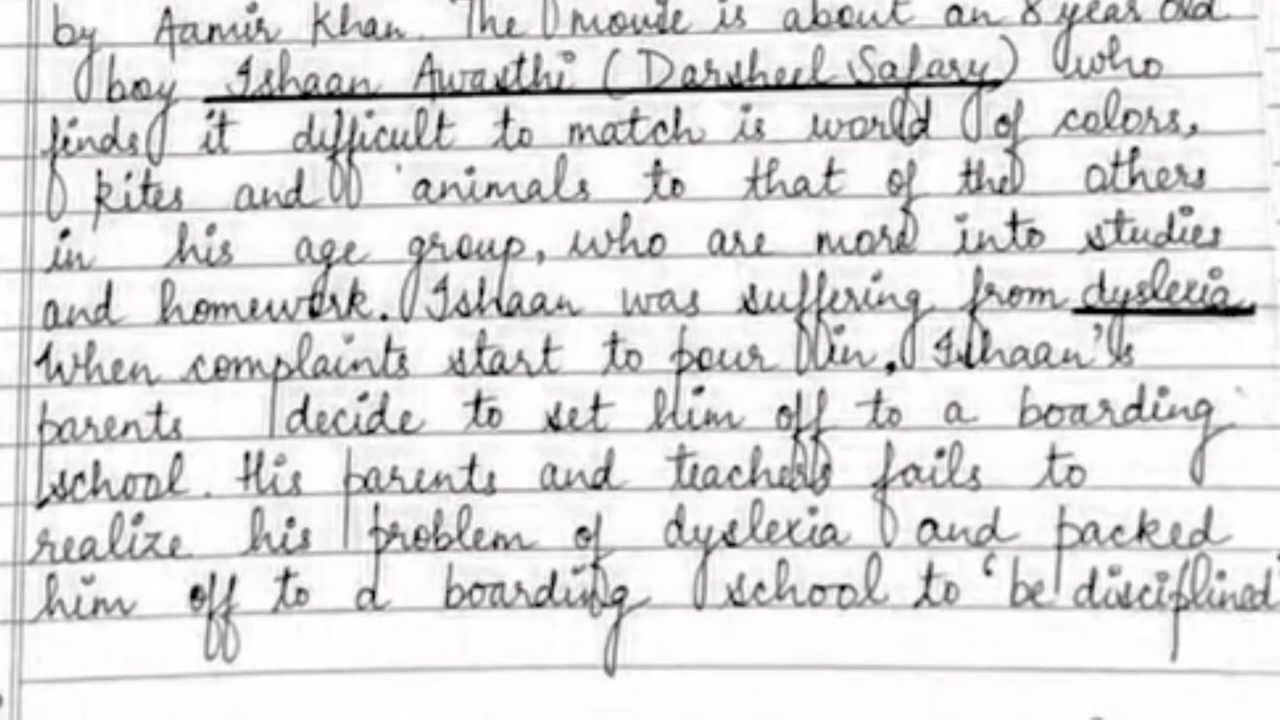 by Aamir Khan. The movie is about an 8 year old
boy Ishaan Awasthi (Darsheel Safary) who
finds it difficult to match is world of colors,
kites and animals to that of the others
in his age group, who are more into studies
and homework. Ishaan was suffering from dyslexia
When complaints start to pour in, Ishaan's
parents decide to set him off to a boarding
school. His parents and teachers fails to
realize his problem of dyslexia and packed
him off to a boarding school to 'be disciplined'